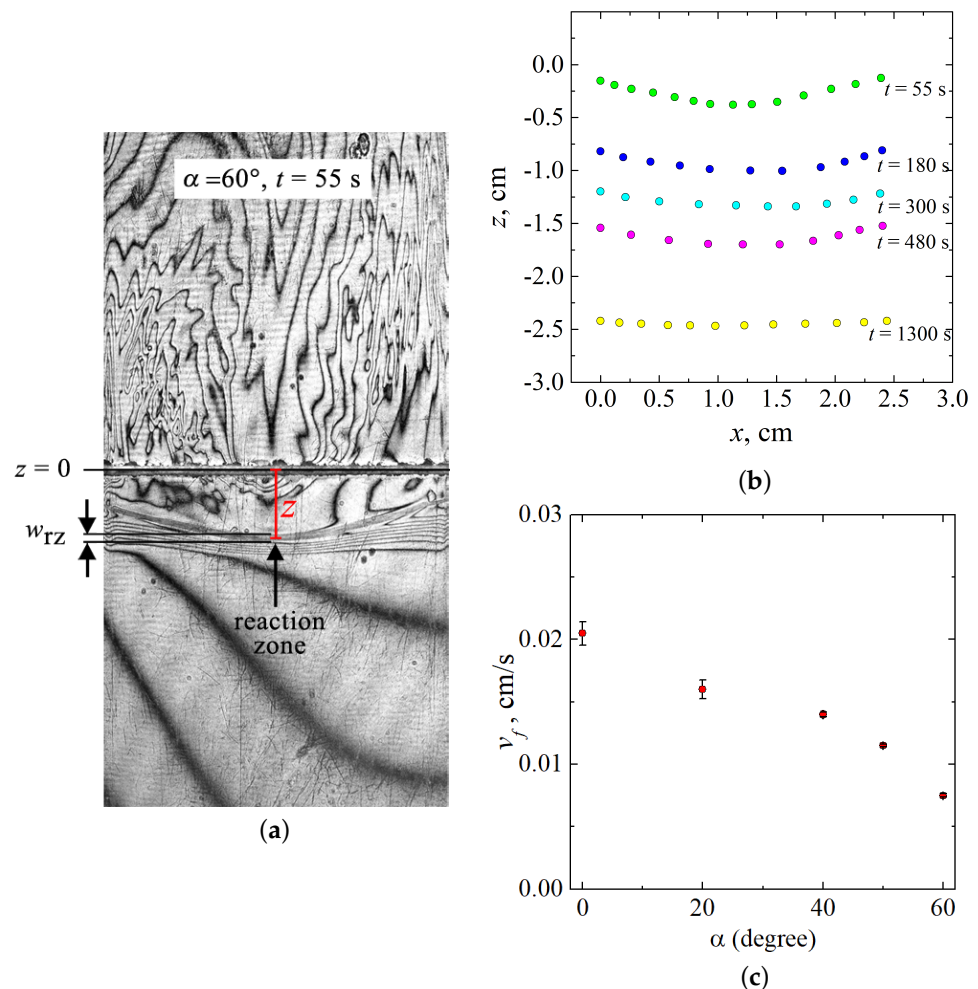 α =60°, t = 55 s
z = 0
z
w_rz
reaction
zone
(a)
0.0
-0.5
-1.0
-1.5
-2.0
-2.5
-3.0
z, cm
t = 55 s
t = 180 s
t = 300 s
t = 480 s
t = 1300 s
0.0 0.5 1.0 1.5 2.0 2.5 3.0
x, cm
(b)
0.03
0.02
0.01
0.00
v_f , cm/s
0 20 40 60
α (degree)
(c)